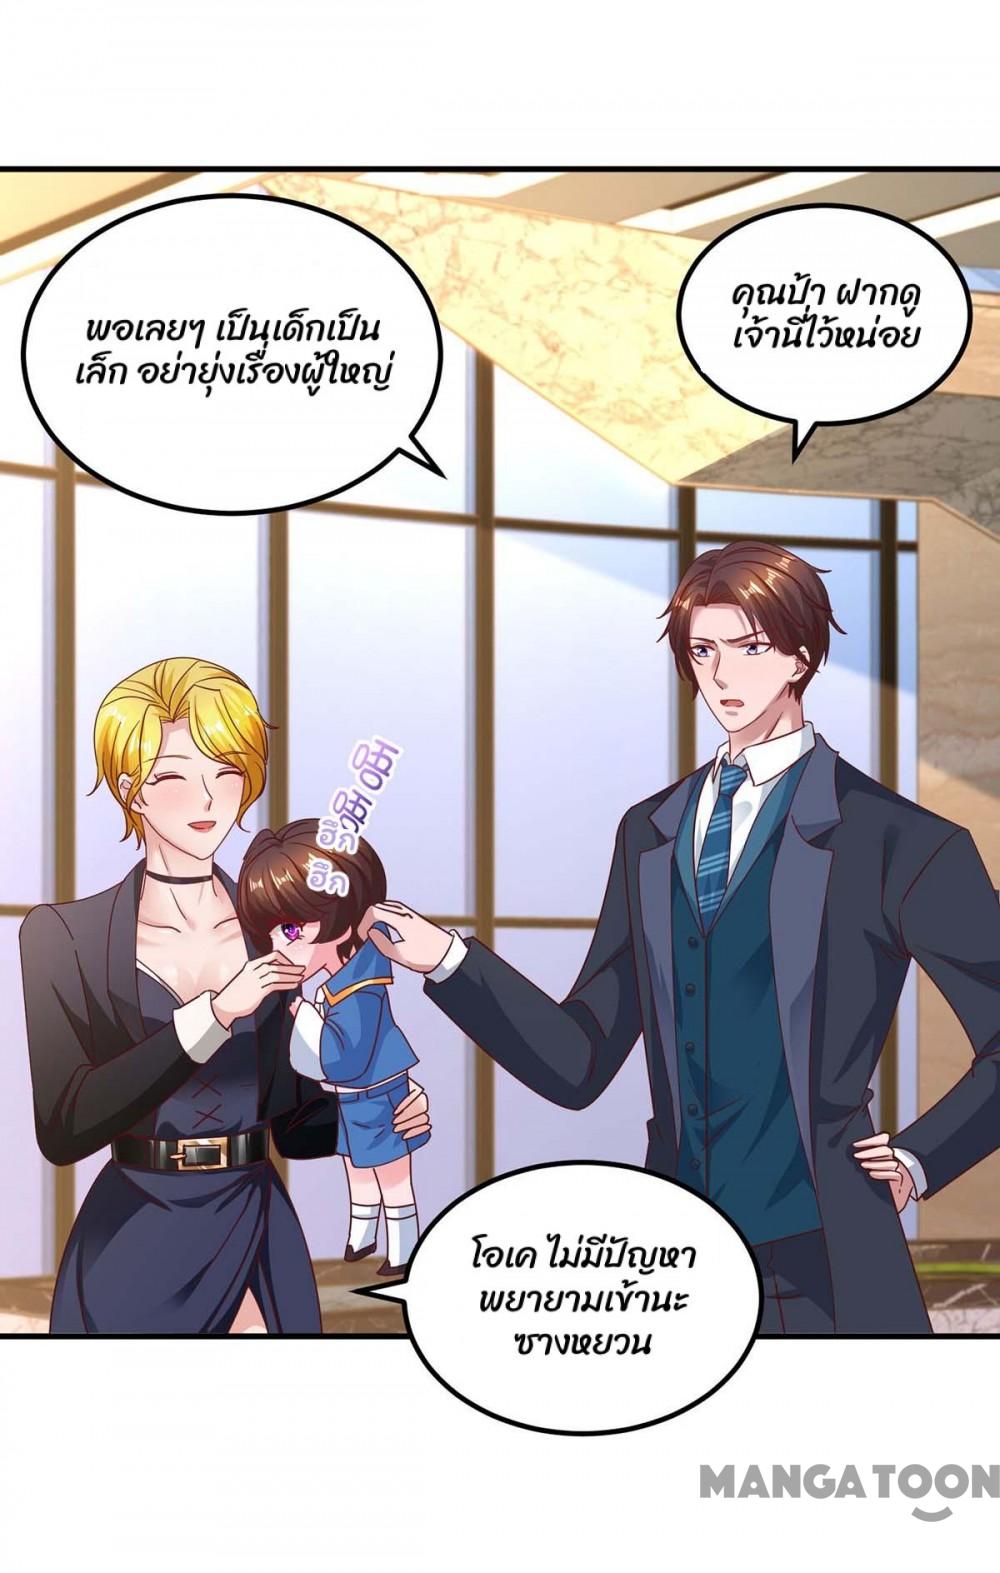 พอเลยๆ เป็นเด็กเป็น
เล็ก อย่ายุ่งเรื่องผู้ใหญ่
คุณป้า ฝากดู
เจ้านี่ไว้หน่อย
ฮึก
ฮึก
โอเค ไม่มีปัญหา
พยายามเข้านะ
ซางหยวน
MANGATOON